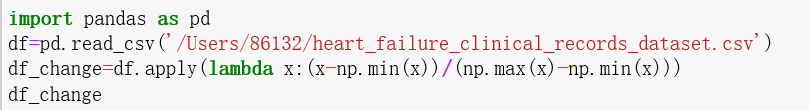 import pandas as pd
df=pd.read_csv('/Users/86132/heart_failure_clinical_records_dataset.csv')
df_change=df.apply(lambda x:(x-np.min(x))/(np.max(x)-np.min(x)))
df_change